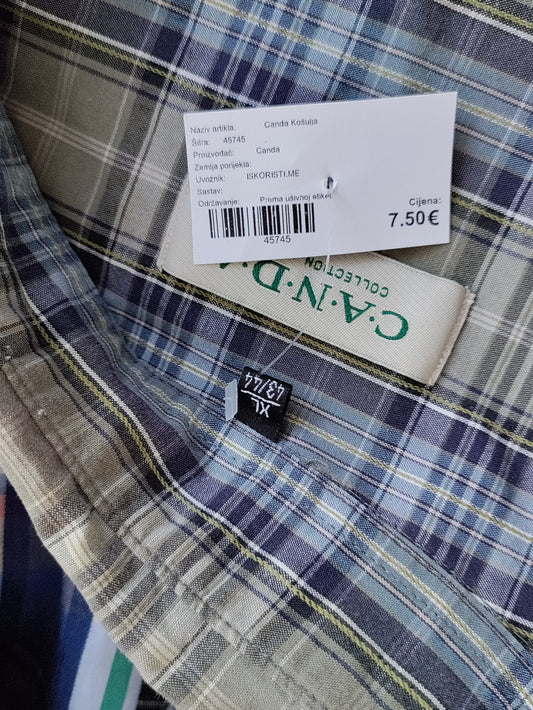 Naziv artikla: Canda Košulja
Šifra: 45745
Proizvođač: Canda
Zemlja porijekla:
Uvoznik: ISKORISTI.ME
Sastav:
Održavanje: Prema ušivnoj etiketi
45745
Cijena:
7.50€
C·A·N·D·A
COLLECTION
XL
43/44